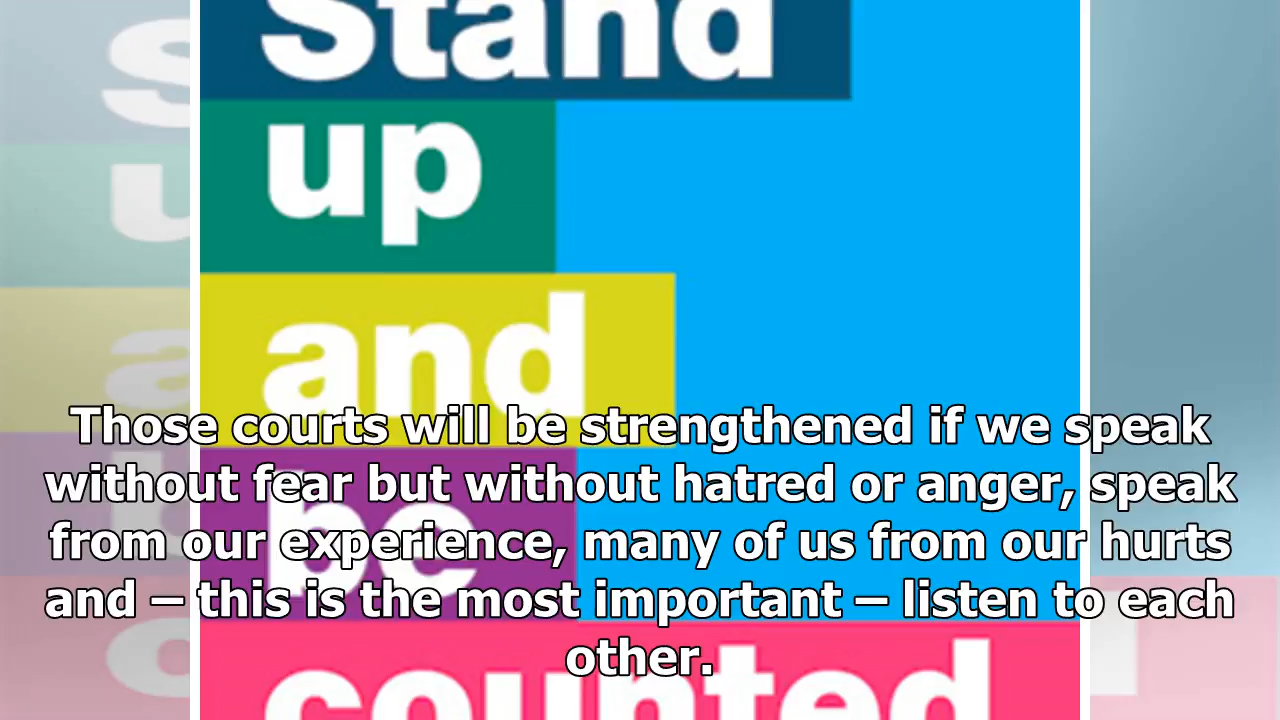 Stand
up
and
be
counted
Those courts will be strengthened if we speak
without fear but without hatred or anger, speak
from our experience, many of us from our hurts
and – this is the most important – listen to each
other.